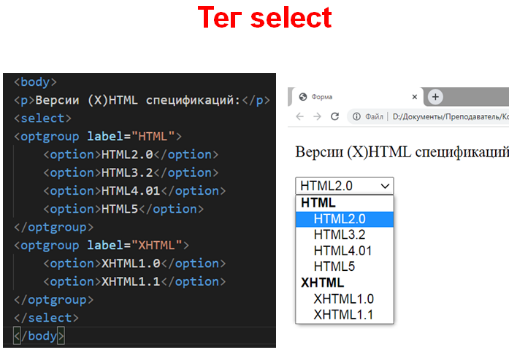 Тег select
<body>
<p>Версии (X)HTML спецификаций:</p>
<select>
<optgroup label="HTML">
<option>HTML2.0</option>
<option>HTML3.2</option>
<option>HTML4.01</option>
<option>HTML5</option>
</optgroup>
<optgroup label="XHTML">
<option>XHTML1.0</option>
<option>XHTML1.1</option>
</optgroup>
</select>
</body>
Форма × +
Файл | D:/Документы/Преподаватель/Ко
Версии (X)HTML спецификаций
HTML2.0
HTML
HTML2.0
HTML3.2
HTML4.01
HTML5
XHTML
XHTML1.0
XHTML1.1